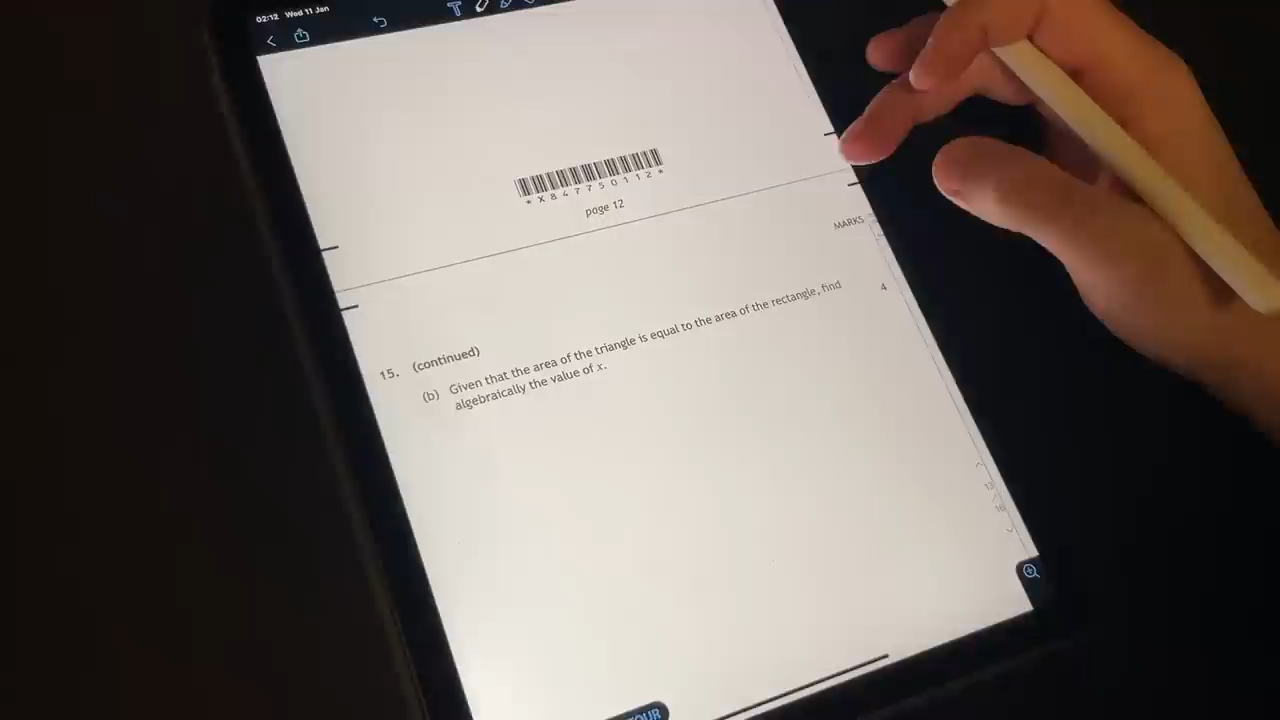 02:12 Wed 11 Jan
T
* X 8 4 7 7 5 0 1 1 2 *
page 12
MARKS
15. (continued)
(b) Given that the area of the triangle is equal to the area of the rectangle, find 4
algebraically the value of x.
13
16